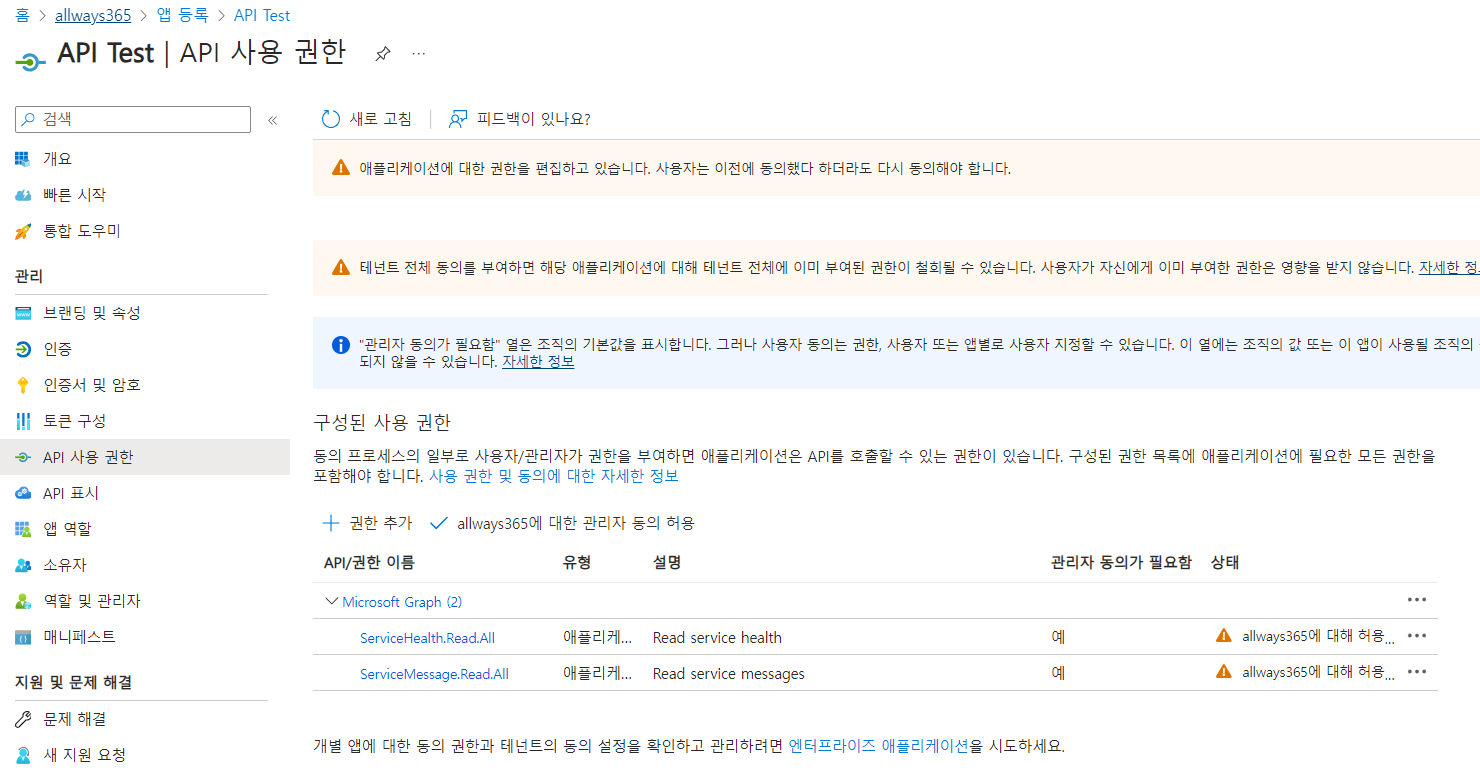 홈 > allways365 > 앱 등록 > API Test
API Test | API 사용 권한 ...
검색 «
개요
빠른 시작
통합 도우미
관리
브랜딩 및 속성
인증
인증서 및 암호
토큰 구성
API 사용 권한
API 표시
앱 역할
소유자
역할 및 관리자
매니페스트
지원 및 문제 해결
문제 해결
새 지원 요청
새로 고침 | 피드백이 있나요?
애플리케이션에 대한 권한을 편집하고 있습니다. 사용자는 이전에 동의했다 하더라도 다시 동의해야 합니다.
테넌트 전체 동의를 부여하면 해당 애플리케이션에 대해 테넌트 전체에 이미 부여된 권한이 철회될 수 있습니다. 사용자가 자신에게 이미 부여한 권한은 영향을 받지 않습니다. 자세한
"관리자 동의가 필요함" 열은 조직의 기본값을 표시합니다. 그러나 사용자 동의는 권한, 사용자 또는 앱별로 사용자 지정할 수 있습니다. 이 열에는 조직의 값 또는 이 앱이 사용될 조직의
되지 않을 수 있습니다. 자세한 정보
구성된 사용 권한
동의 프로세스의 일부로 사용자/관리자가 권한을 부여하면 애플리케이션은 API를 호출할 수 있는 권한이 있습니다. 구성된 권한 목록에 애플리케이션에 필요한 모든 권한을
포함해야 합니다. 사용 권한 및 동의에 대한 자세한 정보
권한 추가 allways365에 대한 관리자 동의 허용
API/권한 이름 유형 설명 관리자 동의가 필요함 상태
Microsoft Graph (2) ...
ServiceHealth.Read.All 애플리케... Read service health 예 allways365에 대해 허용... ...
ServiceMessage.Read.All 애플리케... Read service messages 예 allways365에 대해 허용... ...
개별 앱에 대한 동의 권한과 테넌트의 동의 설정을 확인하고 관리하려면 엔터프라이즈 애플리케이션을 시도하세요.